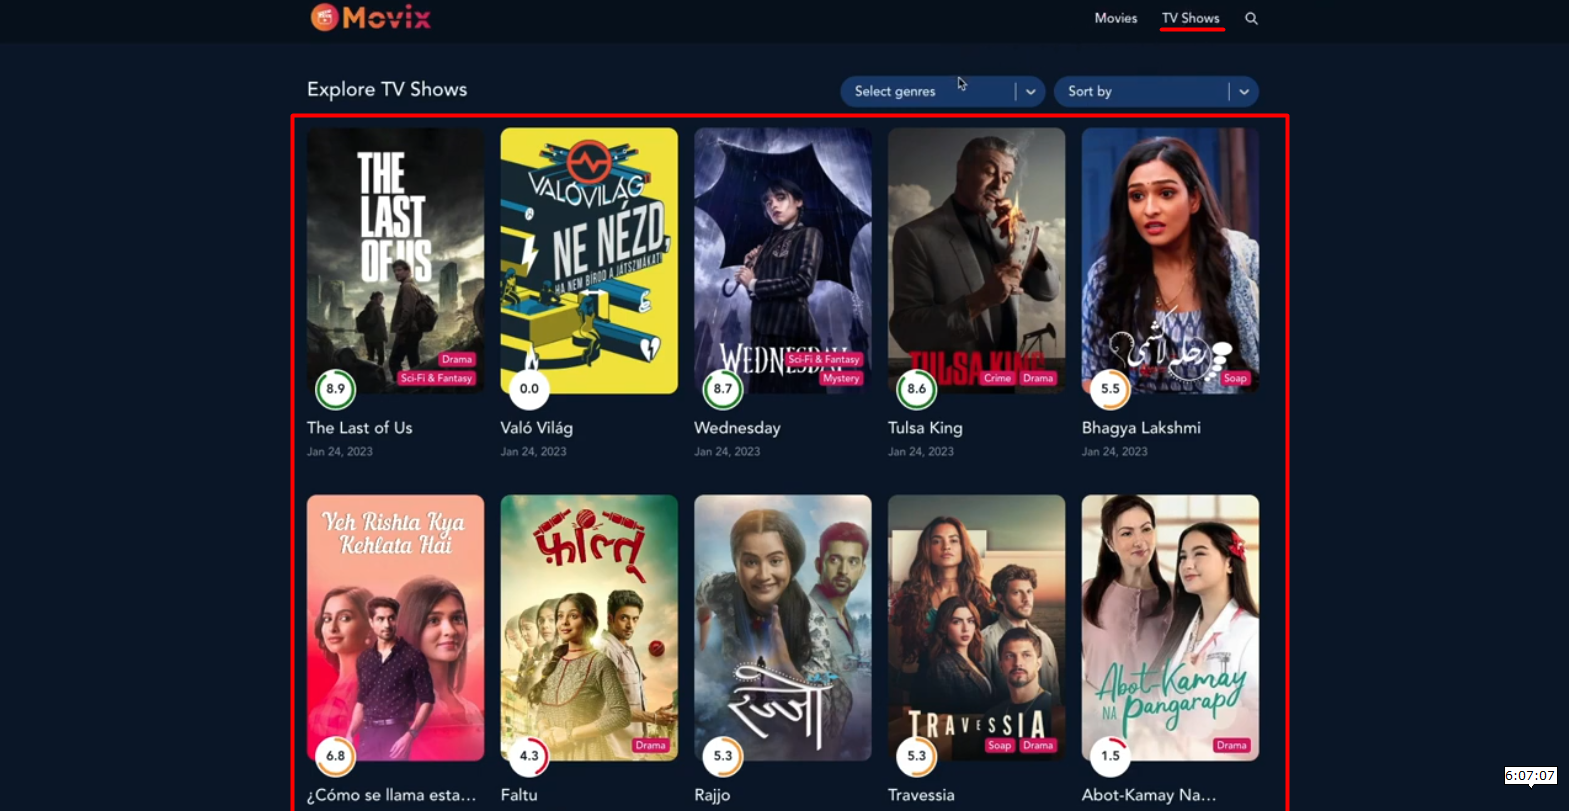 Movix
Movies
TV Shows
Explore TV Shows
Select genres
Sort by
THE
LAST
OF US
Drama
Sci-Fi & Fantasy
8.9
The Last of Us
Jan 24, 2023
VALÓVILÁG
NE NÉZD,
HA NEM BÍROD A JÁTSZMÁKAT!
0.0
Való Világ
Jan 24, 2023
WEDNESDAY
Sci-Fi & Fantasy
Mystery
8.7
Wednesday
Jan 24, 2023
TULSA KING
Crime
Drama
8.6
Tulsa King
Jan 24, 2023
Soap
5.5
Bhagya Lakshmi
Jan 24, 2023
Yeh Rishta Kya
Kehlata Hai
6.8
¿Cómo se llama esta...
फ़ालतू
Drama
4.3
Faltu
रज्जो
5.3
Rajjo
TRAVESSIA
Soap
Drama
5.3
Travessia
Abot-Kamay
NA Pangarap
Drama
1.5
Abot-Kamay Na...
6:07:07